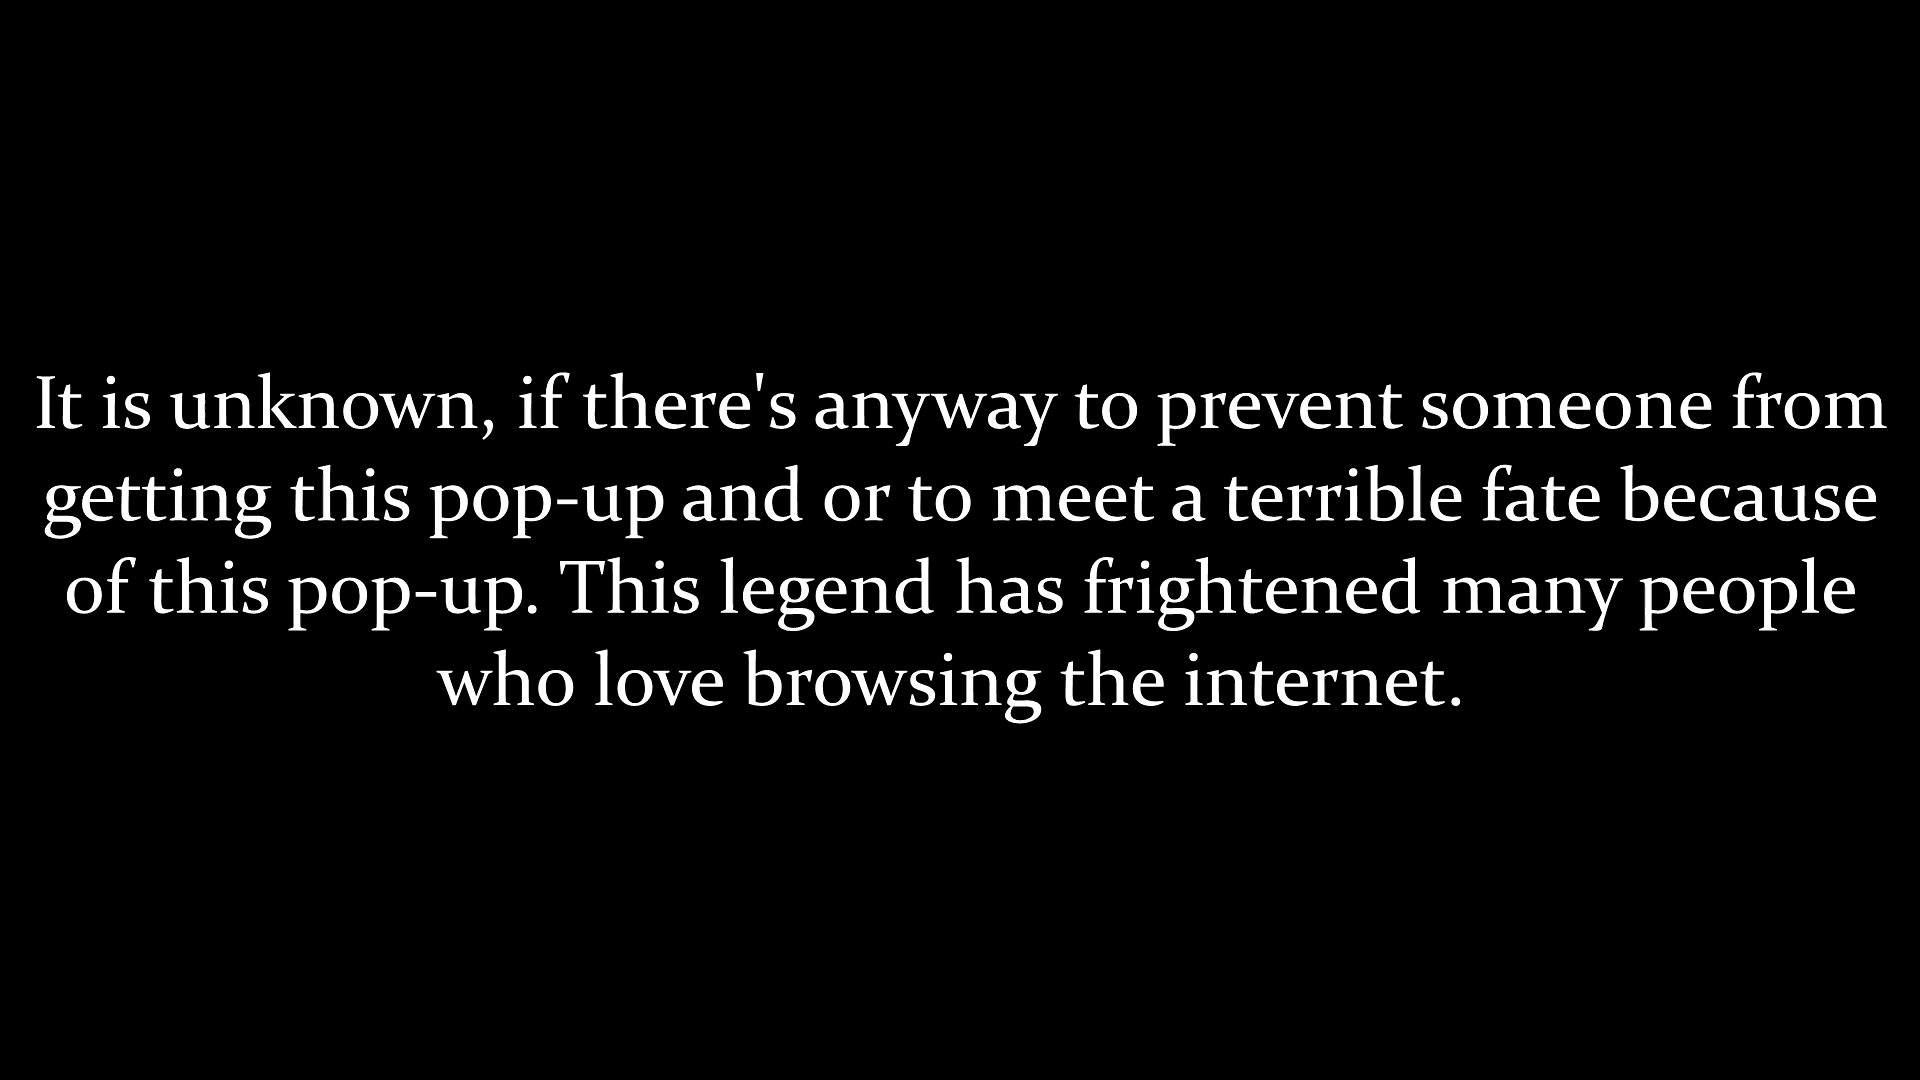 It is unknown, if there's anyway to prevent someone from
getting this pop-up and or to meet a terrible fate because
of this pop-up. This legend has frightened many people
who love browsing the internet.